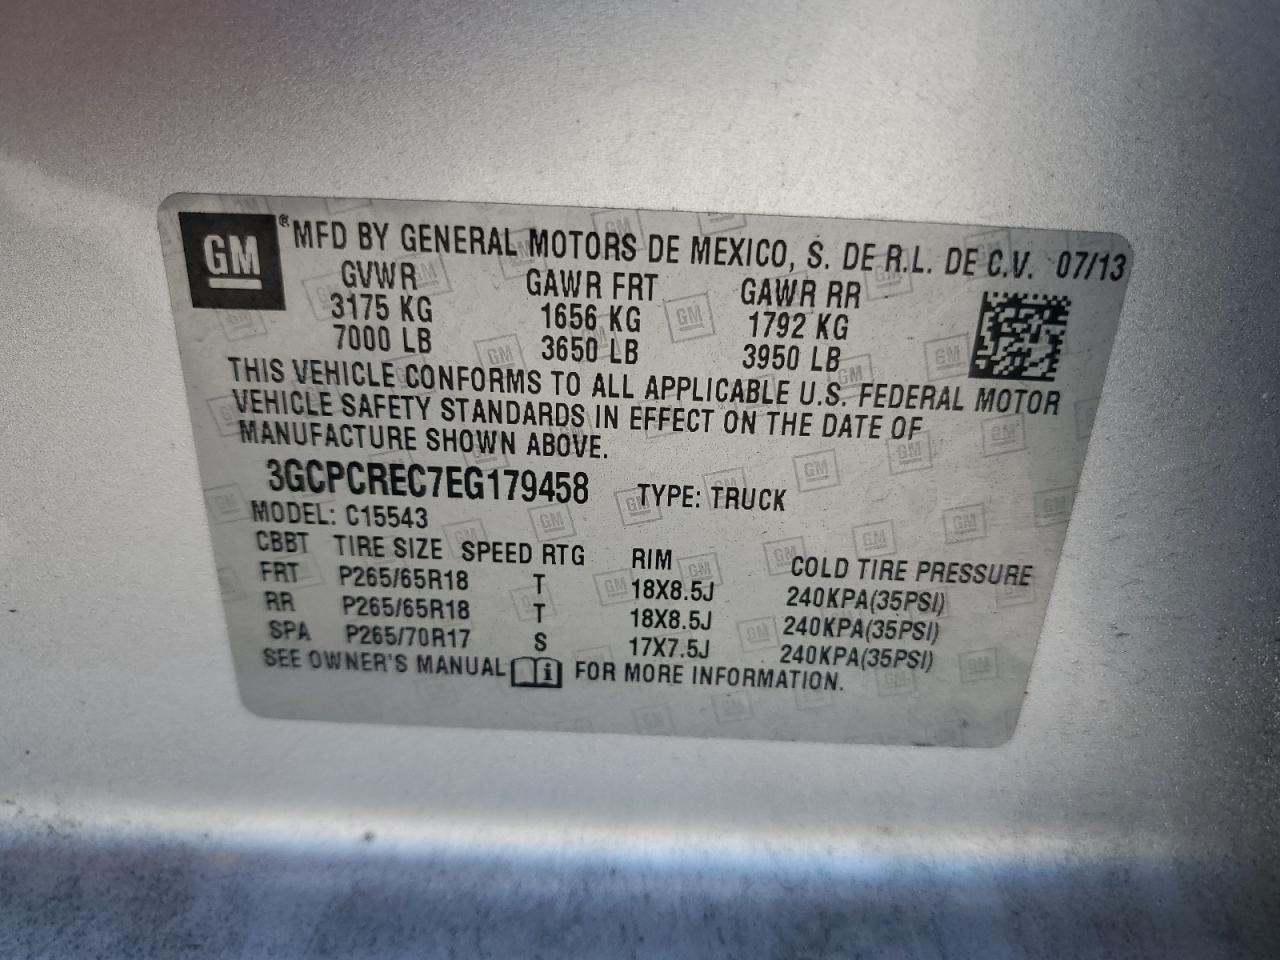 GM ® MFD BY GENERAL MOTORS DE MEXICO, S. DE R.L. DE C.V. 07/13
GVWR GAWR FRT GAWR RR
3175 KG 1656 KG 1792 KG
7000 LB 3650 LB 3950 LB
THIS VEHICLE CONFORMS TO ALL APPLICABLE U.S. FEDERAL MOTOR
VEHICLE SAFETY STANDARDS IN EFFECT ON THE DATE OF
MANUFACTURE SHOWN ABOVE.
3GCPCREC7EG179458 TYPE: TRUCK
MODEL: C15543
CBBT TIRE SIZE SPEED RTG RIM COLD TIRE PRESSURE
FRT P265/65R18 T 18X8.5J 240KPA(35PSI)
RR P265/65R18 T 18X8.5J 240KPA(35PSI)
SPA P265/70R17 S 17X7.5J 240KPA(35PSI)
SEE OWNER'S MANUAL i FOR MORE INFORMATION.